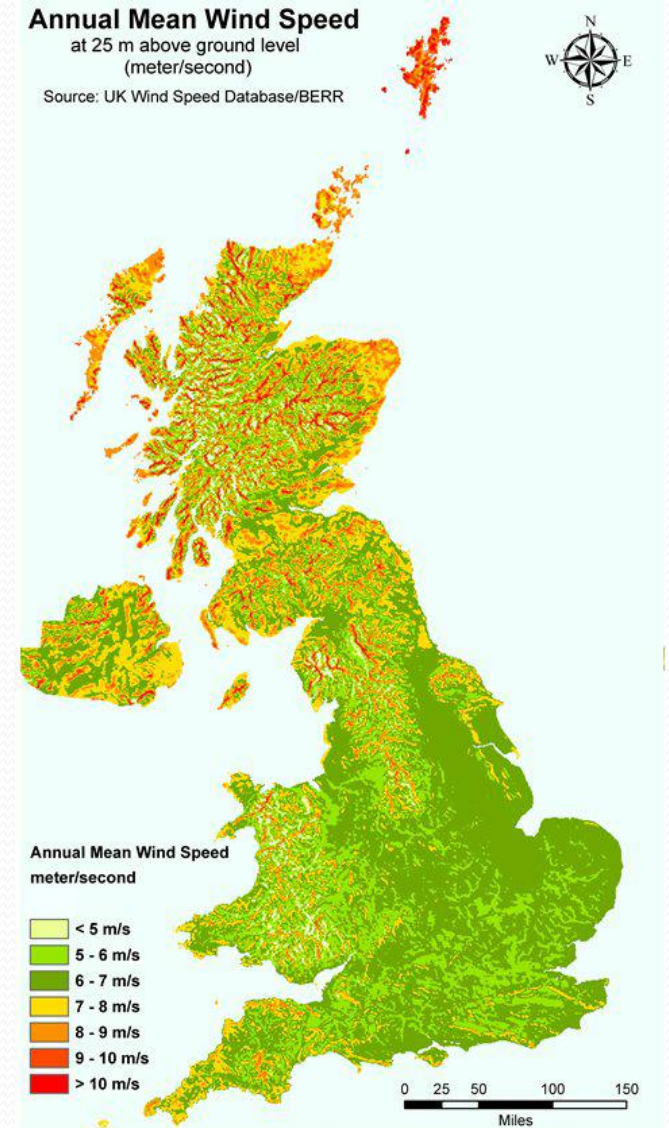 Annual Mean Wind Speed
at 25 m above ground level
(meter/second)
Source: UK Wind Speed Database/BERR
N
W E
S
Annual Mean Wind Speed
meter/second
< 5 m/s
5 - 6 m/s
6 - 7 m/s
7 - 8 m/s
8 - 9 m/s
9 - 10 m/s
> 10 m/s
0 25 50 100 150
Miles